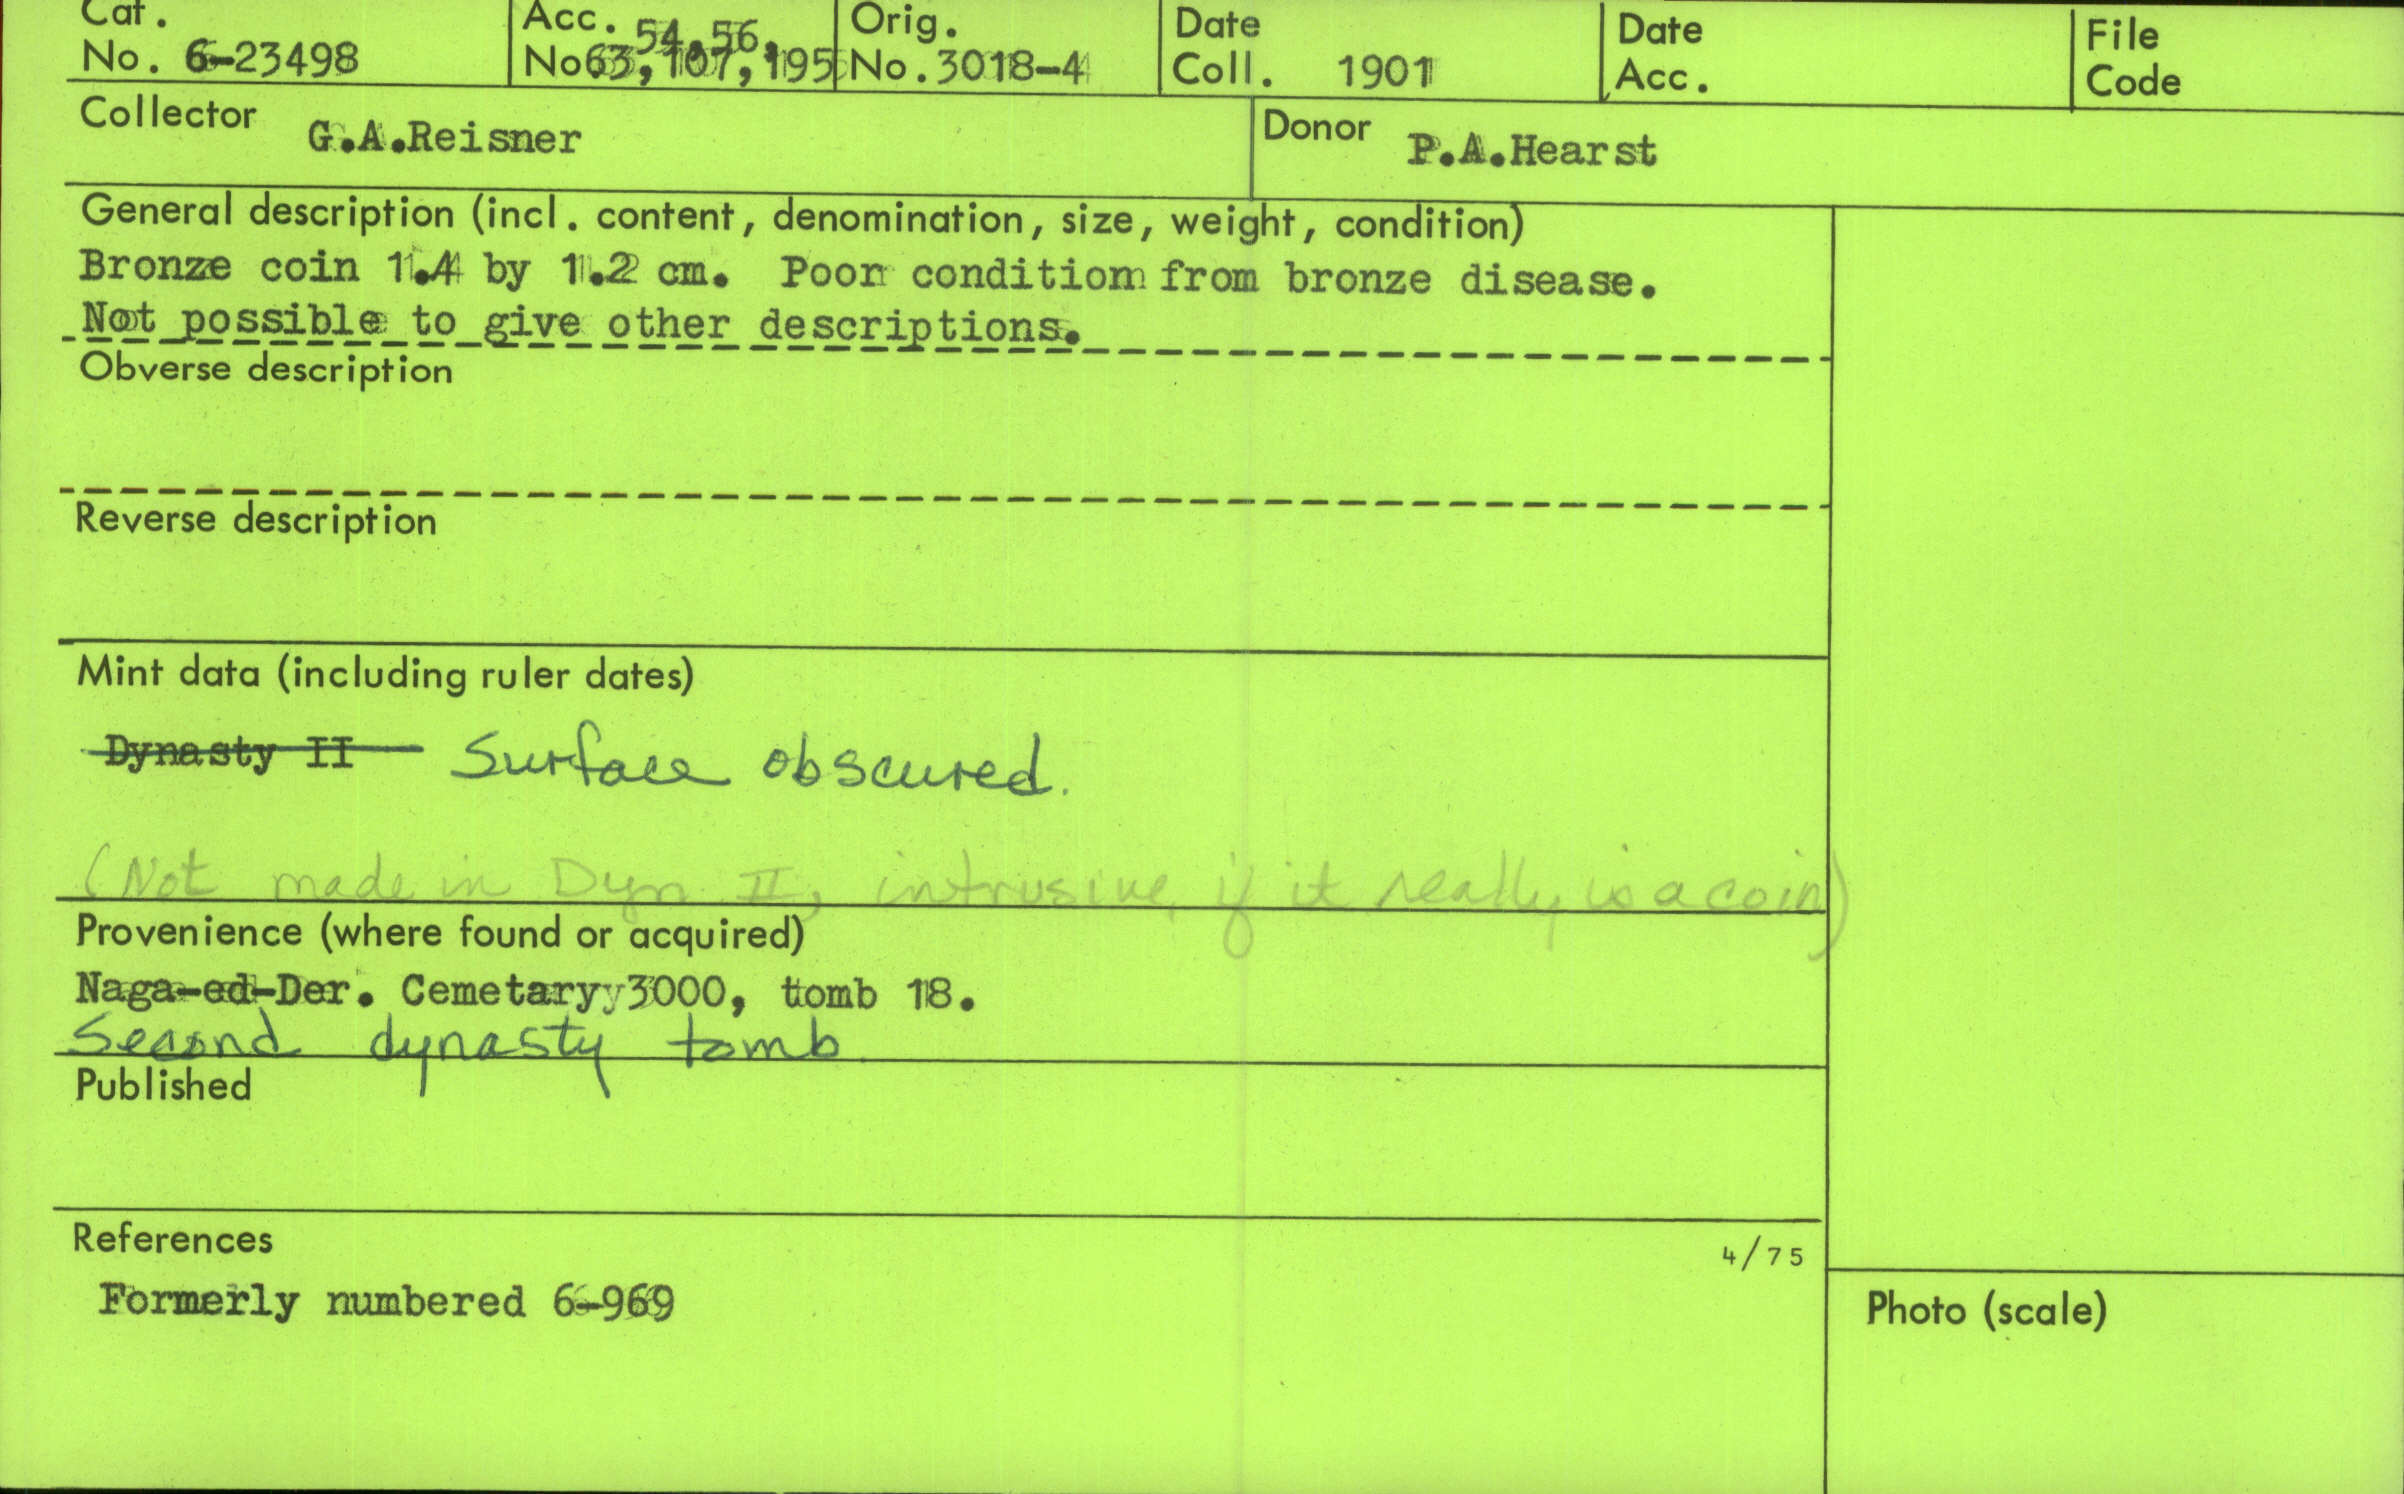 Cat.
No. 6-23498
Acc. 54,56,
No. 63,107,195
Orig.
No. 3018-4
Date
Coll. 1901
Date
Acc.
File
Code
Collector G.A.Reisner
Donor P.A.Hearst
General description (incl. content, denomination, size, weight, condition)
Bronze coin 1.4 by 1.2 cm. Poor condition from bronze disease.
Not possible to give other descriptions.
Obverse description
Reverse description
Mint data (including ruler dates)
Dynasty II Surface obscured.
(Not made in Dyn II, intrusive, if it really is a coin)
Provenience (where found or acquired)
Naga-ed-Der. Cemetary 3000, tomb 18.
Second dynasty tomb
Published
References
4/75
Formerly numbered 6-969
Photo (scale)